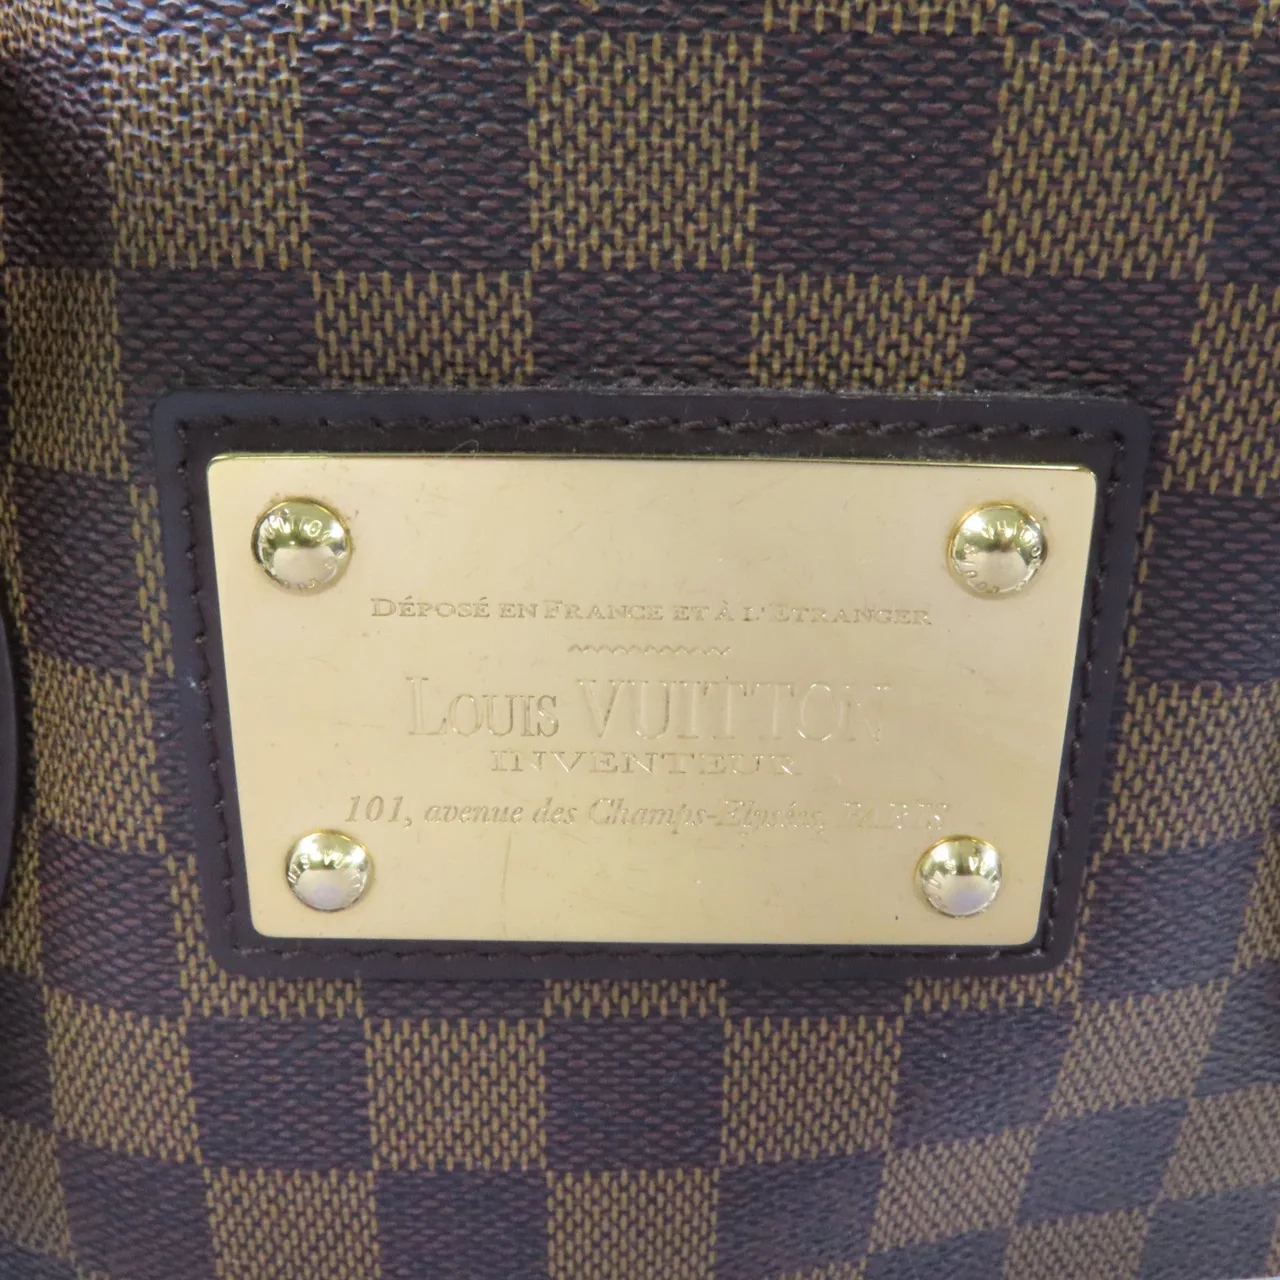 DÉPOSÉ EN FRANCE ET À L'ETRANGER
LOUIS VUITTON
INVENTEUR
101, avenue des Champs-Elysées, PARIS